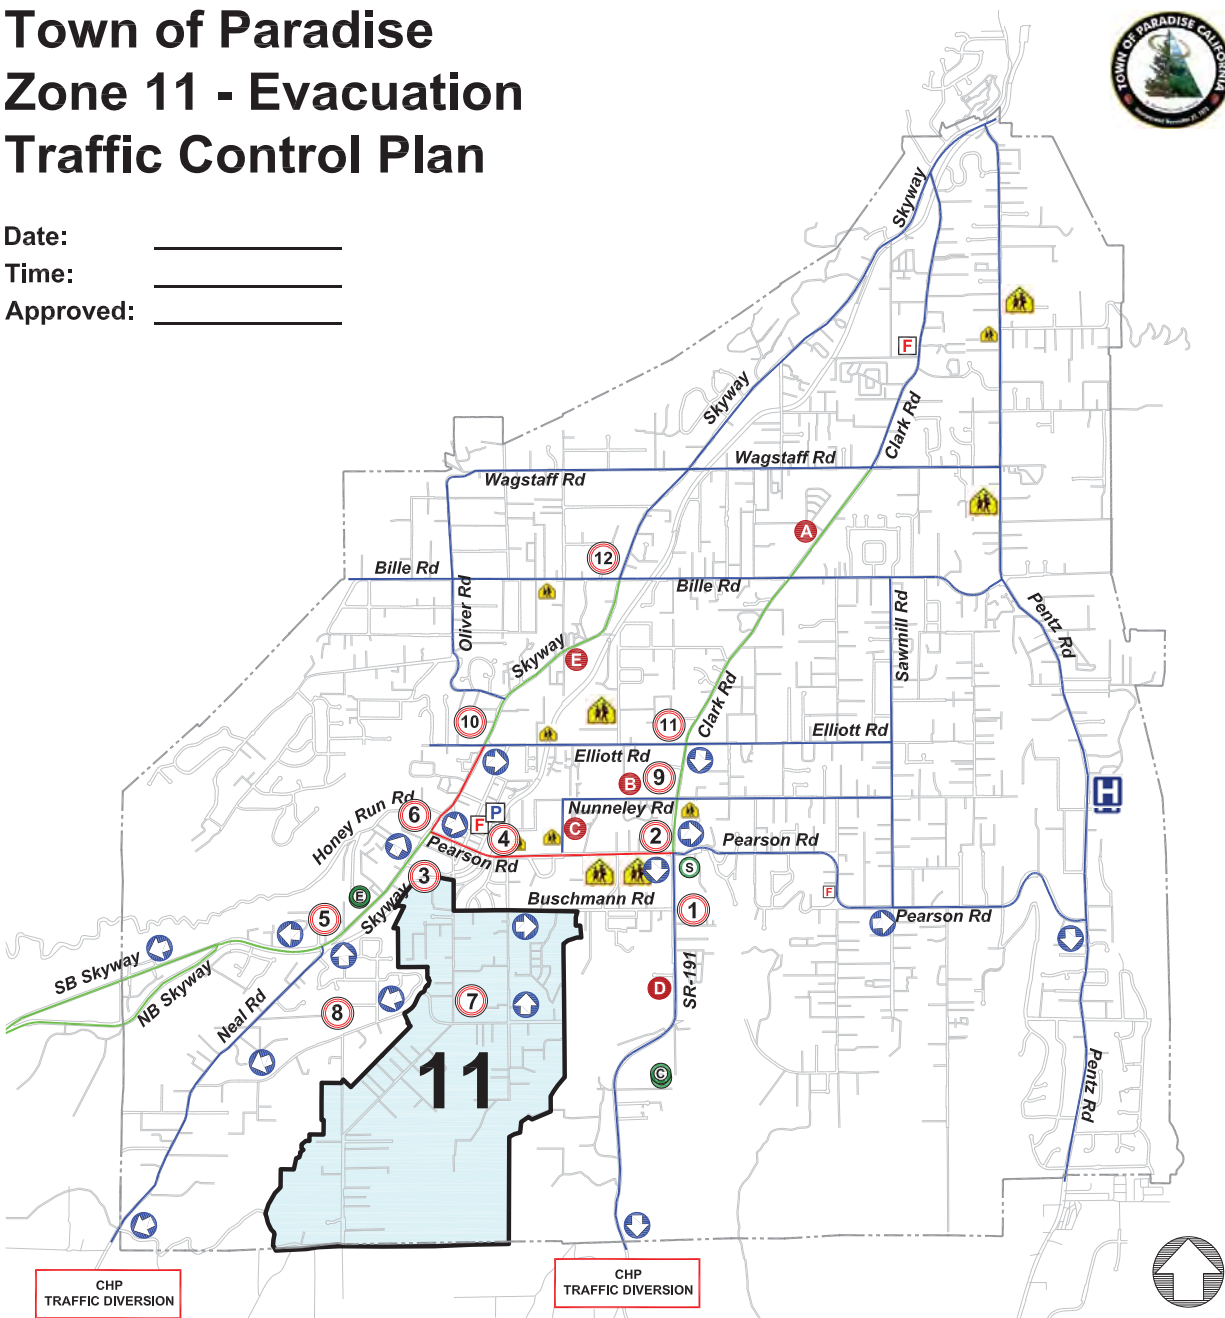 Town of Paradise
Zone 11 - Evacuation
Traffic Control Plan
Date:
Time:
Approved:
TOWN OF PARADISE CALIFORNIA
Skyway
F
Skyway
Clark Rd
Wagstaff Rd
Wagstaff Rd
A
12
Bille Rd
Bille Rd
Oliver Rd
Sawmill Rd
Pentz Rd
Skyway
E
Clark Rd
10
11
Elliott Rd
Elliott Rd
9
B
H
Honey Run Rd
Nunneley Rd
6
P
F
4
C
2
Pearson Rd
Pearson Rd
3
S
E
Buschmann Rd
F
1
Pearson Rd
5
Skyway
SB Skyway
NB Skyway
Neal Rd
SR-191
D
7
8
11
C
Pentz Rd
CHP
TRAFFIC DIVERSION
CHP
TRAFFIC DIVERSION